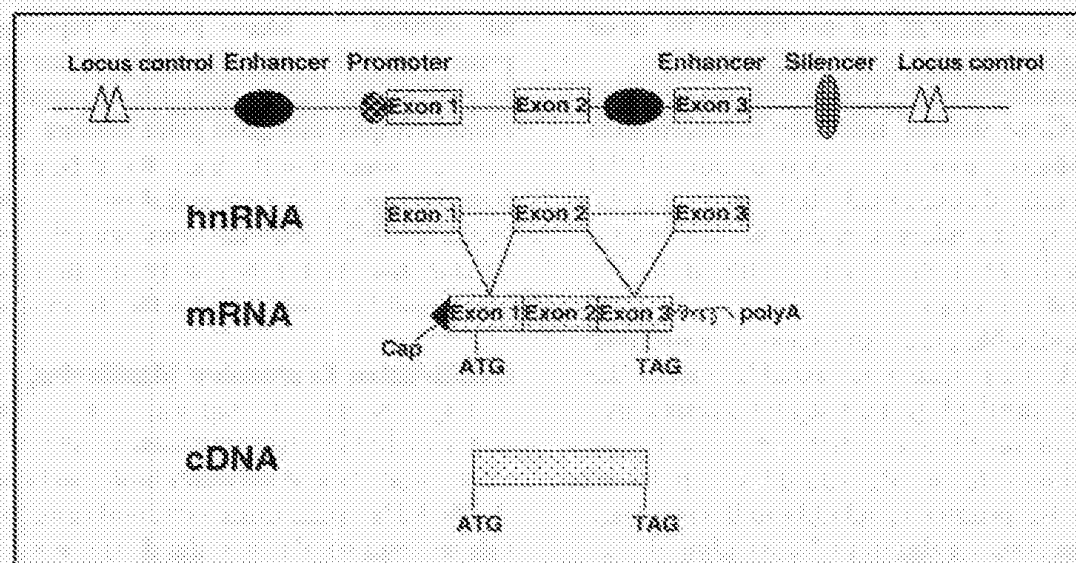 Locus control Enhancer Promoter Enhancer Silencer Locus control
Exon 1 Exon 2 Exon 3
hnRNA Exon 1 Exon 2 Exon 3
mRNA Exon 1 Exon 2 Exon 3 polyA
Cap
ATG TAG
cDNA
ATG TAG